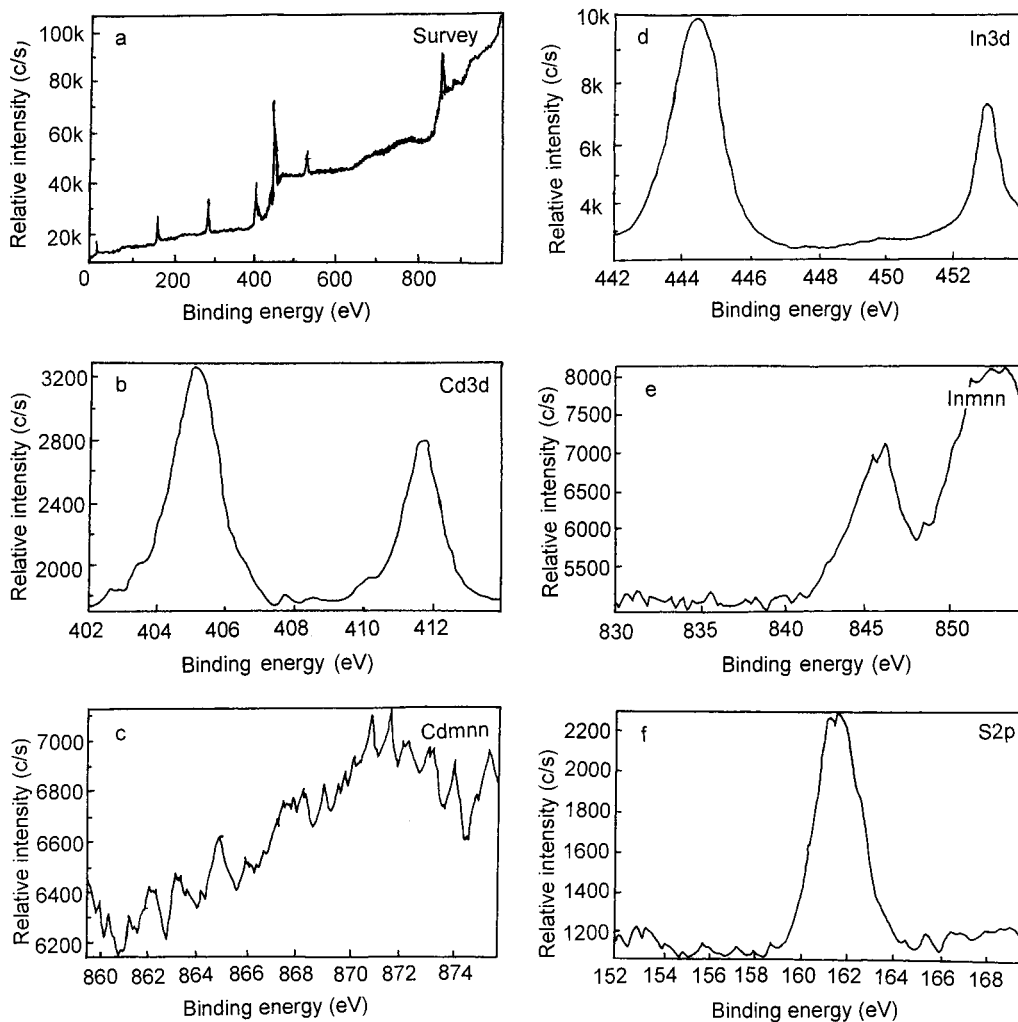 a
Survey
Relative intensity (c/s)
100k
80k
60k
40k
20k
0
200
400
600
800
Binding energy (eV)
d
In3d
Relative intensity (c/s)
10k
8k
6k
4k
442
444
446
448
450
452
Binding energy (eV)
b
Cd3d
Relative intensity (c/s)
3200
2800
2400
2000
402
404
406
408
410
412
Binding energy (eV)
e
Inmnn
Relative intensity (c/s)
8000
7500
7000
6500
6000
5500
830
835
840
845
850
Binding energy (eV)
c
Cdmnn
Relative intensity (c/s)
7000
6800
6600
6400
6200
860
862
864
866
868
870
872
874
Binding energy (eV)
f
S2p
Relative intensity (c/s)
2200
2000
1800
1600
1400
1200
152
154
156
158
160
162
164
166
168
Binding energy (eV)